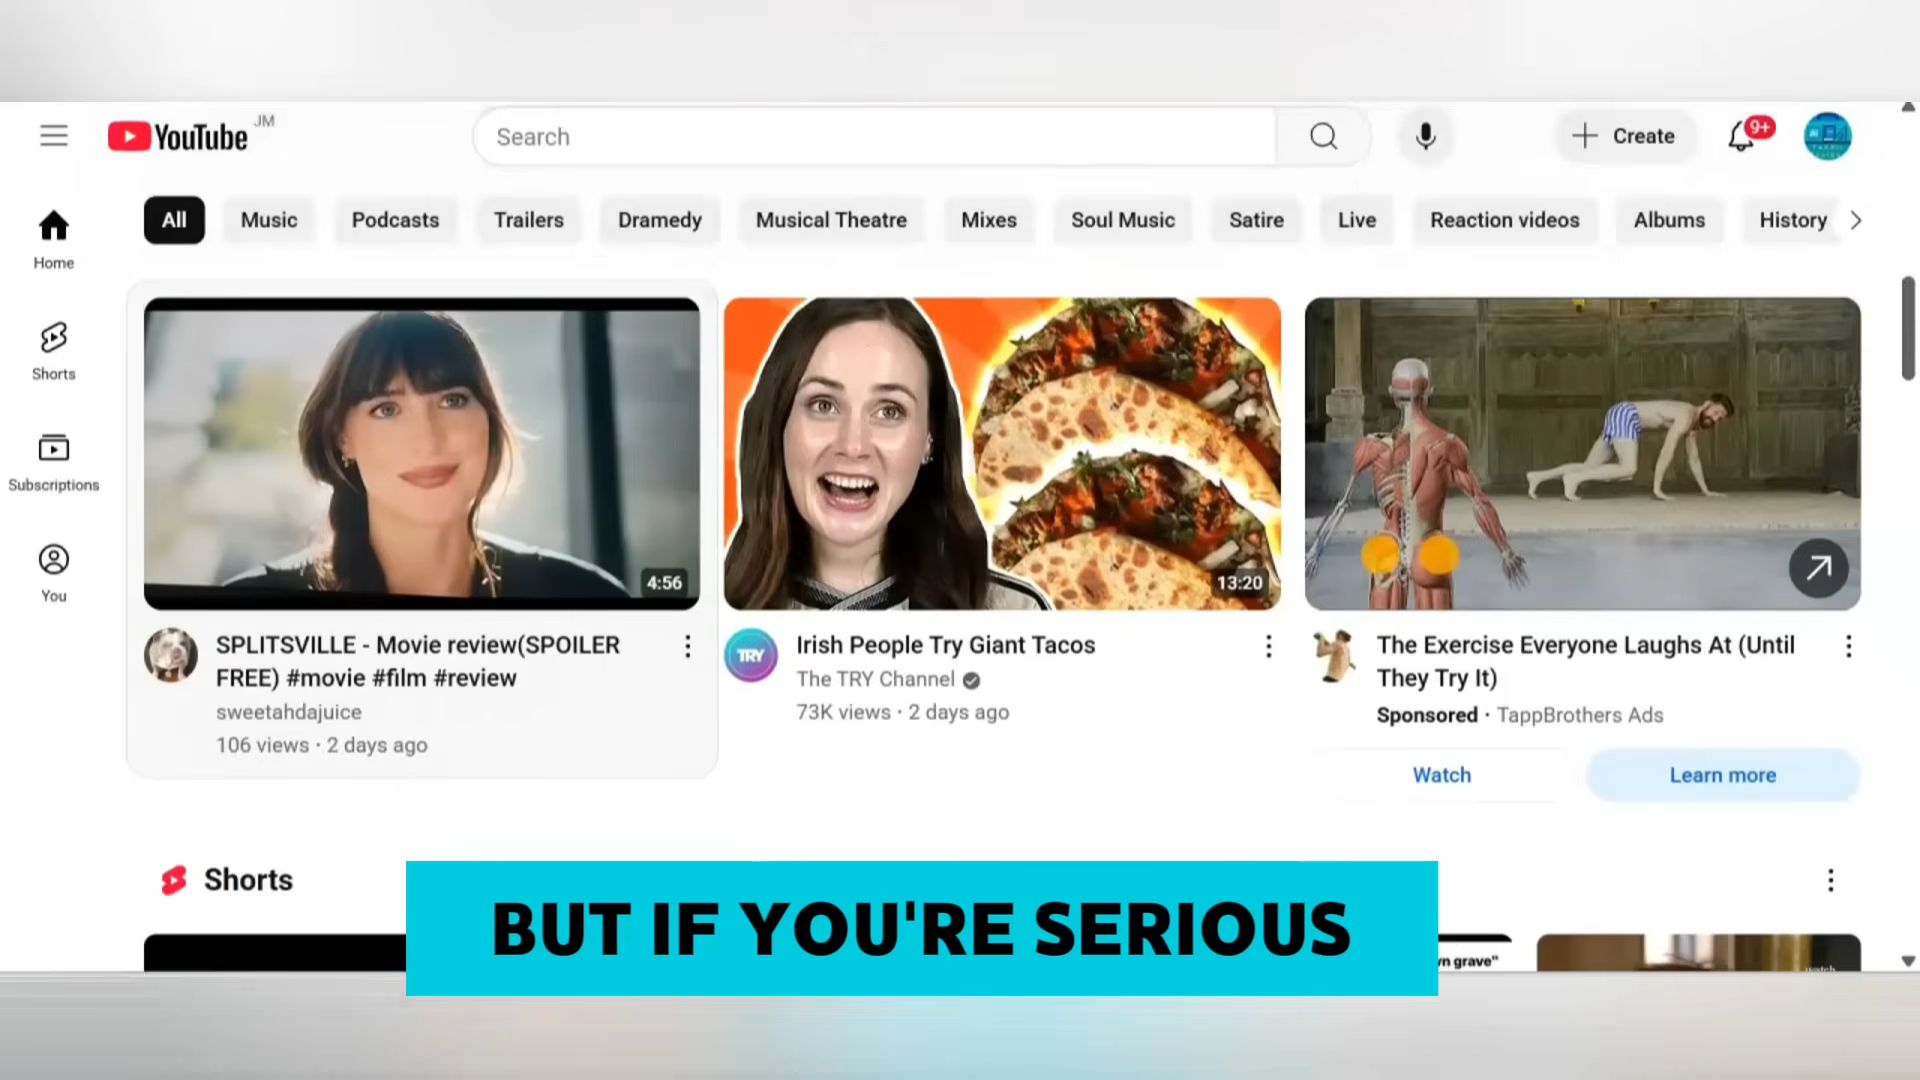 YouTube JM
Search
Create
9+
All
Music
Podcasts
Trailers
Dramedy
Musical Theatre
Mixes
Soul Music
Satire
Live
Reaction videos
Albums
History
Home
Shorts
Subscriptions
You
4:56
SPLITSVILLE - Movie review(SPOILER
FREE) #movie #film #review
sweetahdajuice
106 views · 2 days ago
13:20
TRY
Irish People Try Giant Tacos
The TRY Channel
73K views · 2 days ago
The Exercise Everyone Laughs At (Until
They Try It)
Sponsored · TappBrothers Ads
Watch
Learn more
Shorts
BUT IF YOU'RE SERIOUS
grave"